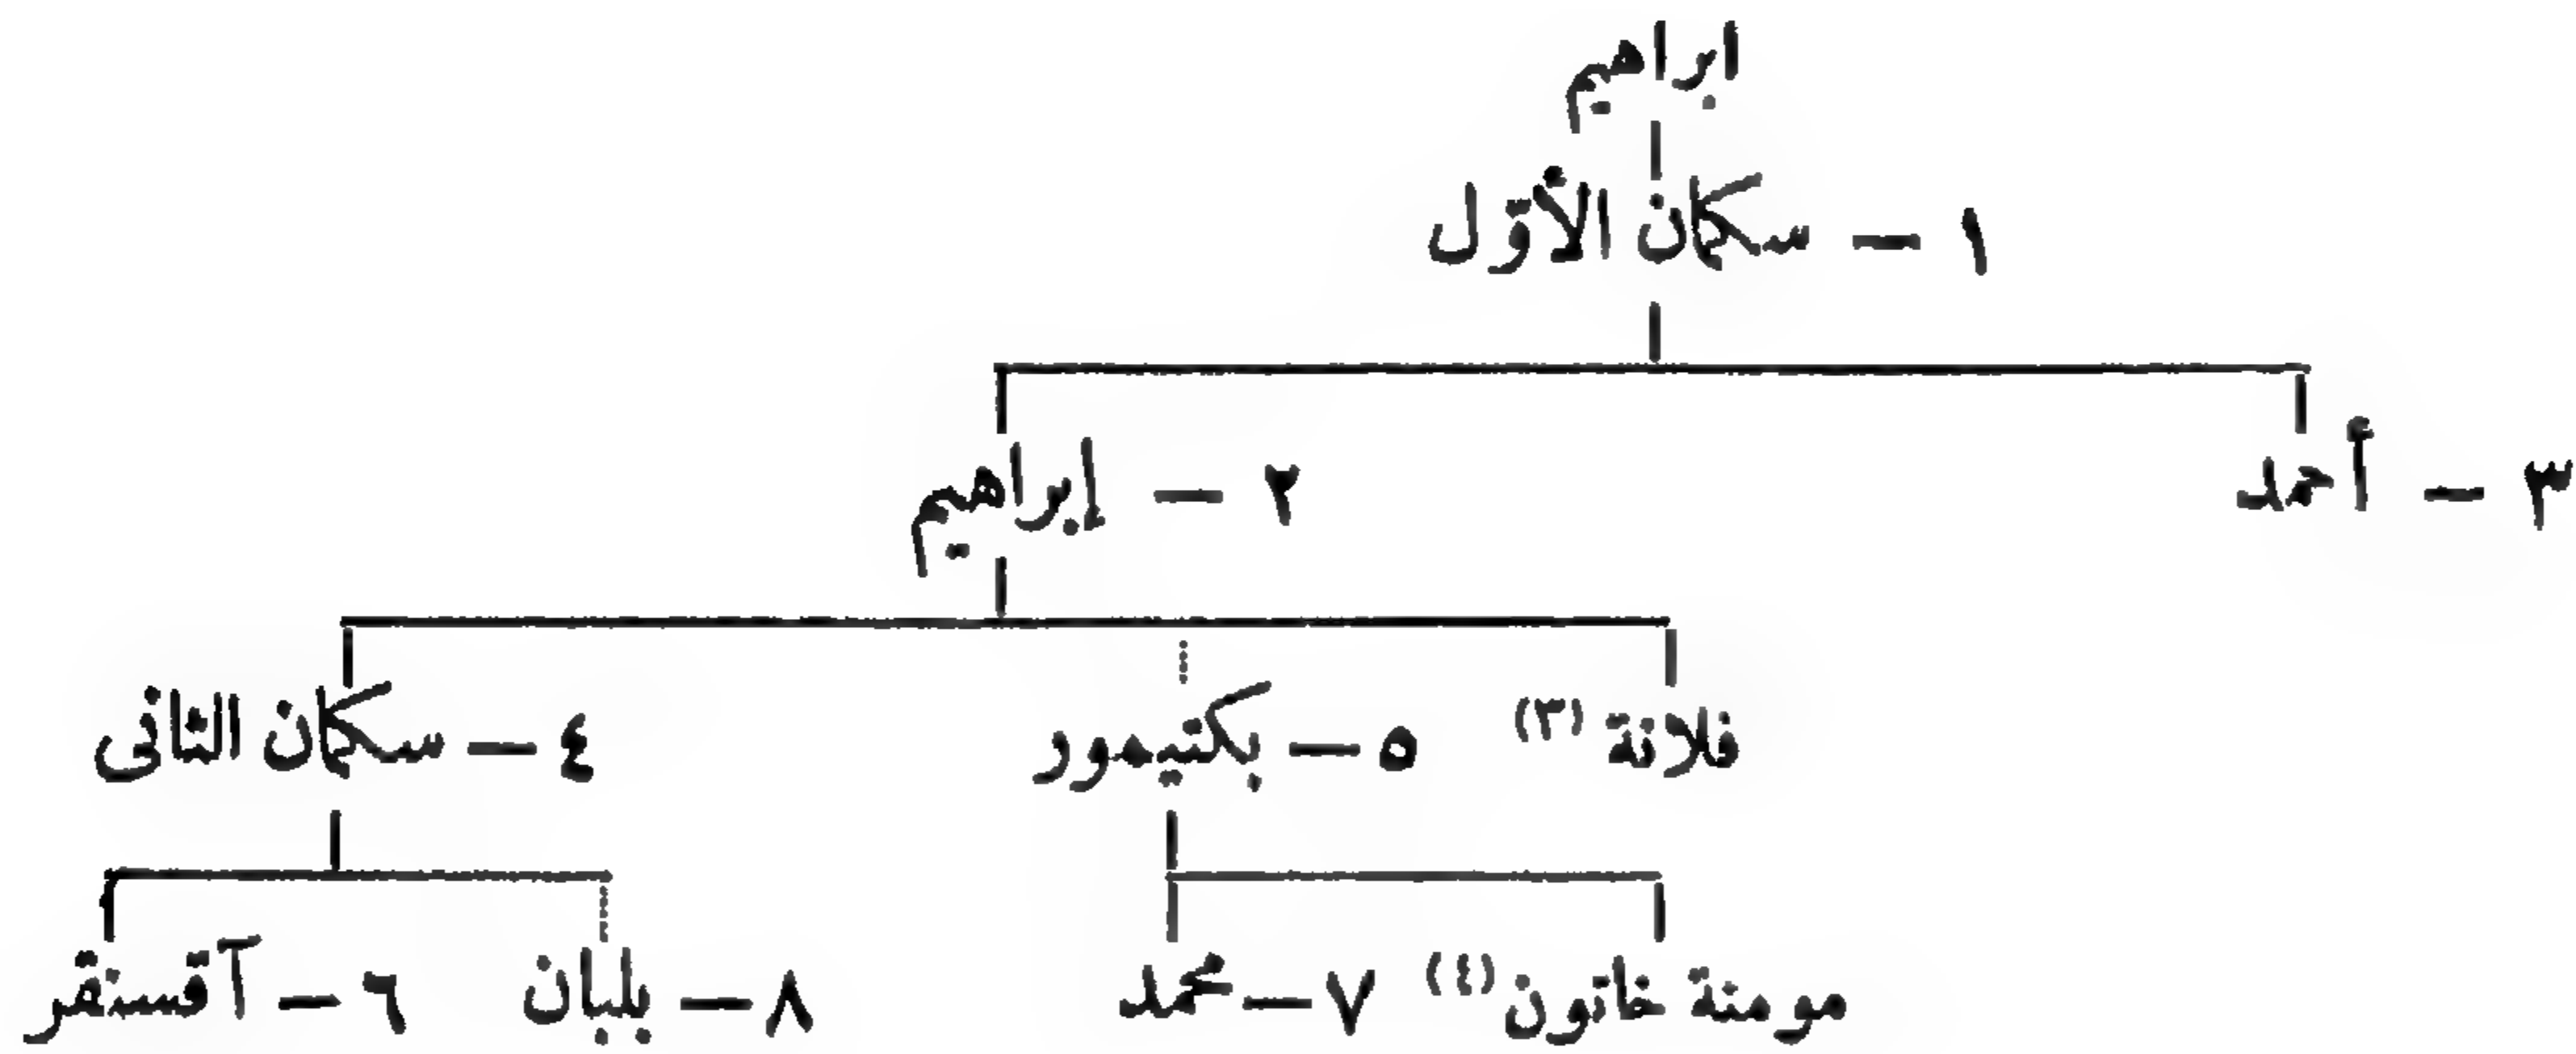 ابراهيم
١ — سكمان الأوّل
٣ — أحمد ٢ — إبراهيم
فلانة (٣) ٥ — بكتيمور ٤ — سكمان الثانى
مومنة خاتون (٤) ٧ — محمد ٨ — بلبان ٦ — آقسنقر